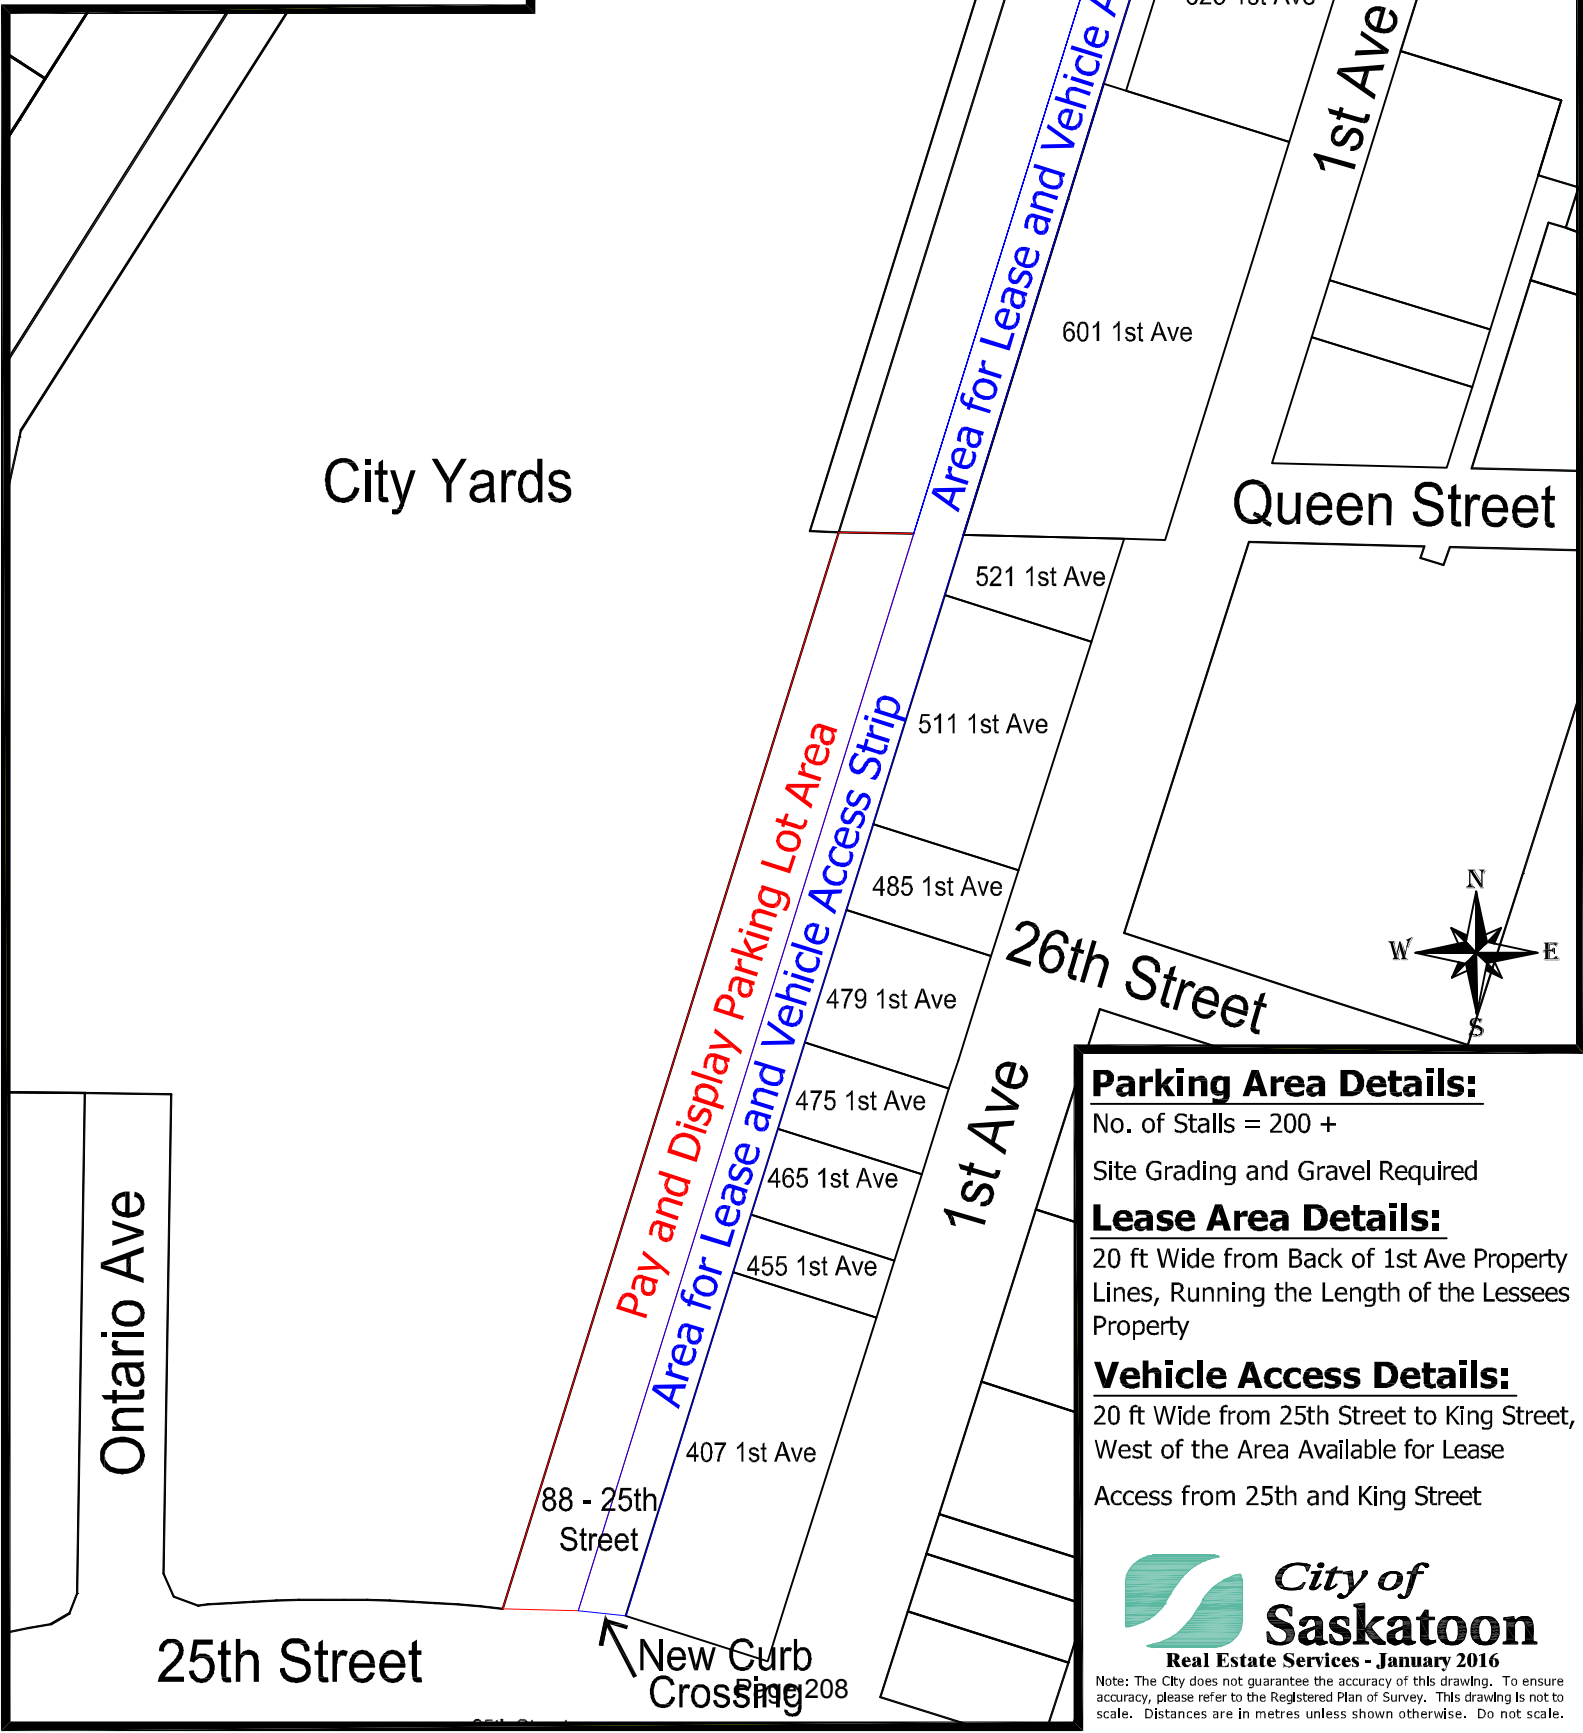 1st Ave
Area for Lease and Vehicle
601 1st Ave
City Yards
Queen Street
521 1st Ave
511 1st Ave
Pay and Display Parking Lot Area
Area for Lease and Vehicle Access Strip
485 1st Ave
26th Street
479 1st Ave
475 1st Ave
465 1st Ave
455 1st Ave
1st Ave
407 1st Ave
88 - 25th
Street
Ontario Ave
25th Street
New Curb
Crossing
Page 208
N
W
E
S
Parking Area Details:
No. of Stalls = 200 +
Site Grading and Gravel Required
Lease Area Details:
20 ft Wide from Back of 1st Ave Property
Lines, Running the Length of the Lessees
Property
Vehicle Access Details:
20 ft Wide from 25th Street to King Street,
West of the Area Available for Lease
Access from 25th and King Street
City of
Saskatoon
Real Estate Services - January 2016
Note: The City does not guarantee the accuracy of this drawing. To ensure
accuracy, please refer to the Registered Plan of Survey. This drawing is not to
scale. Distances are in metres unless shown otherwise. Do not scale.